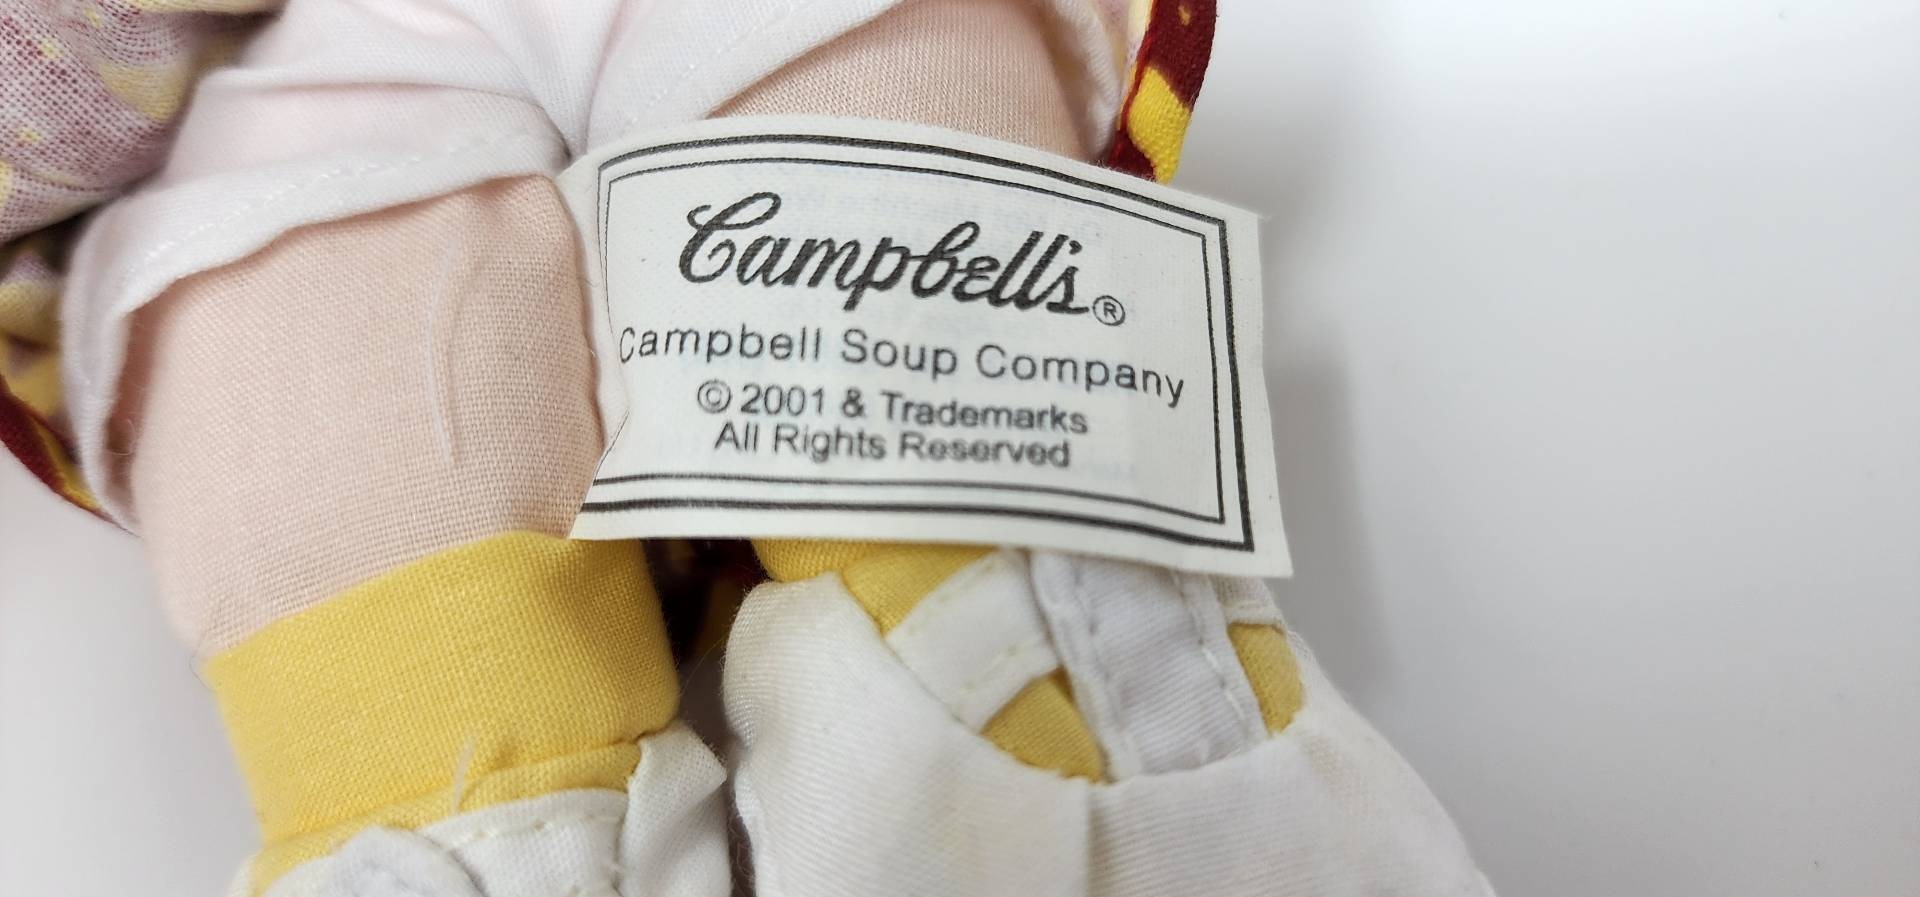 Campbell's®
Campbell Soup Company
© 2001 & Trademarks
All Rights Reserved